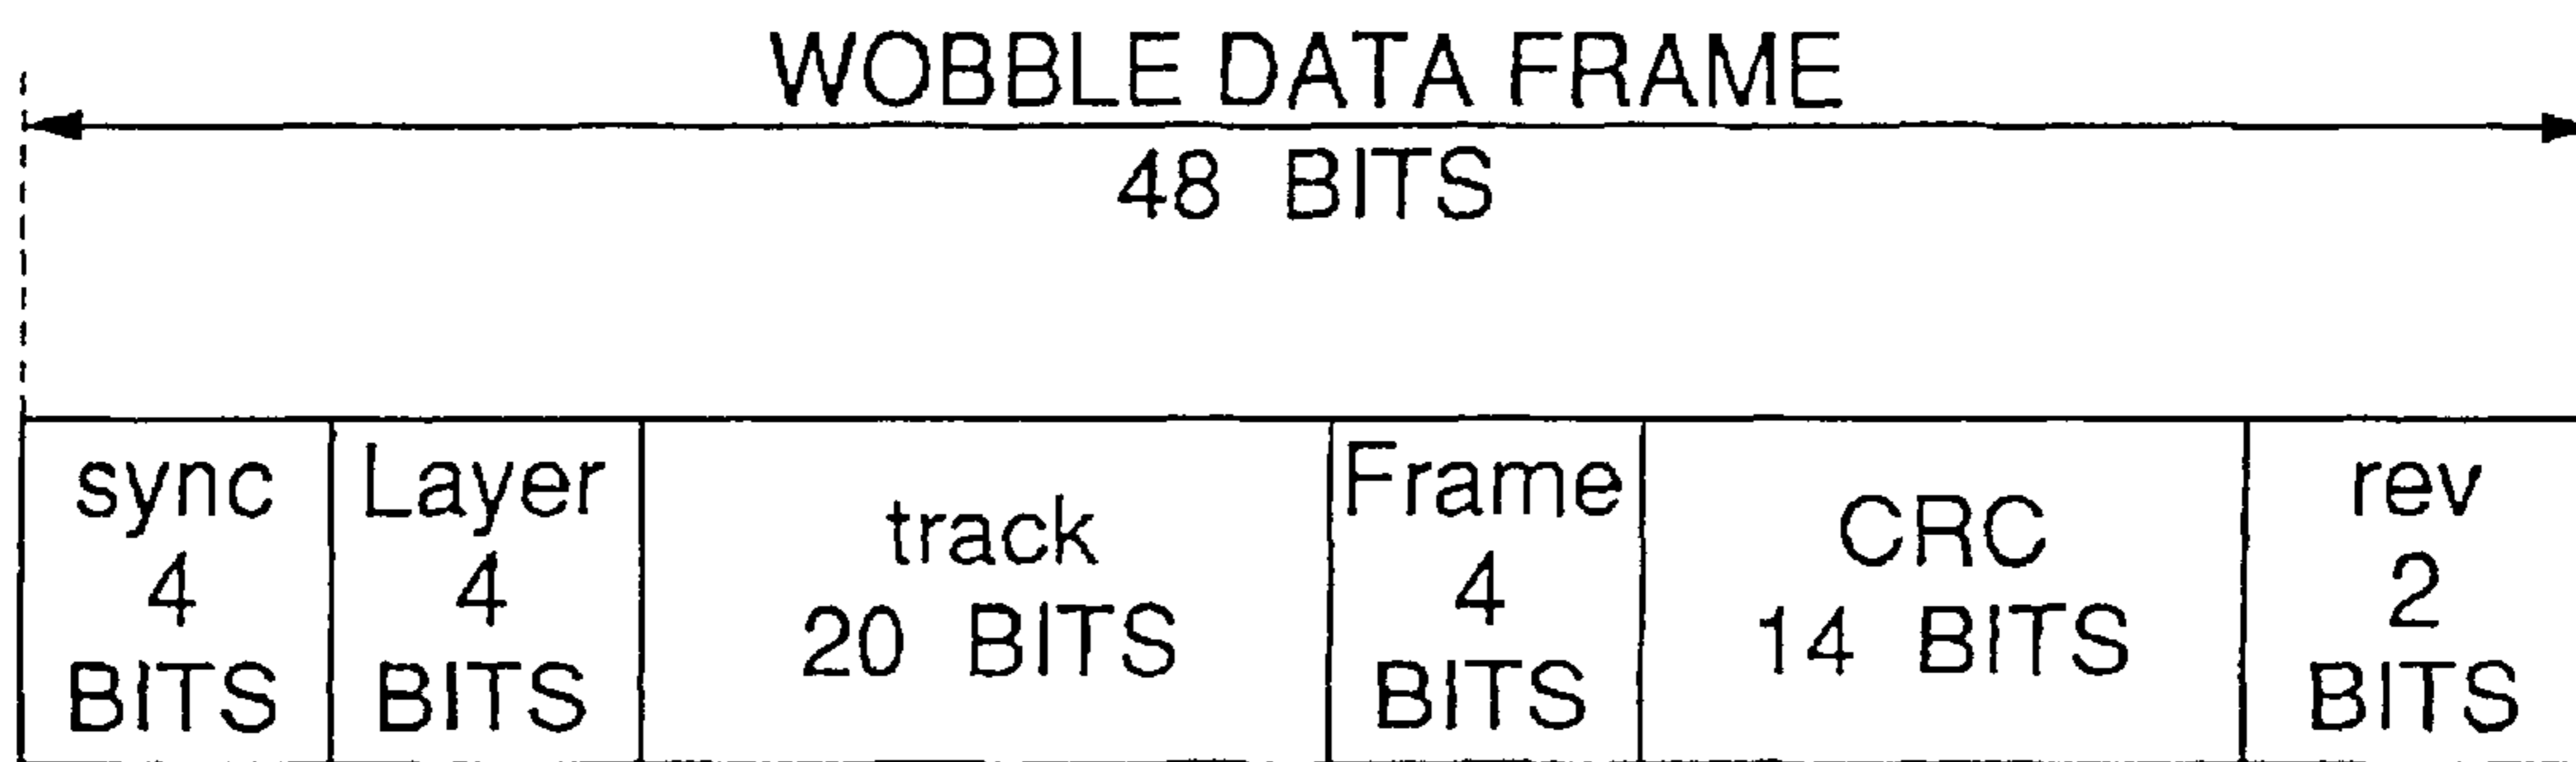 WOBBLE DATA FRAME
48 BITS
sync
4
BITS
Layer
4
BITS
track
20 BITS
Frame
4
BITS
CRC
14 BITS
rev
2
BITS